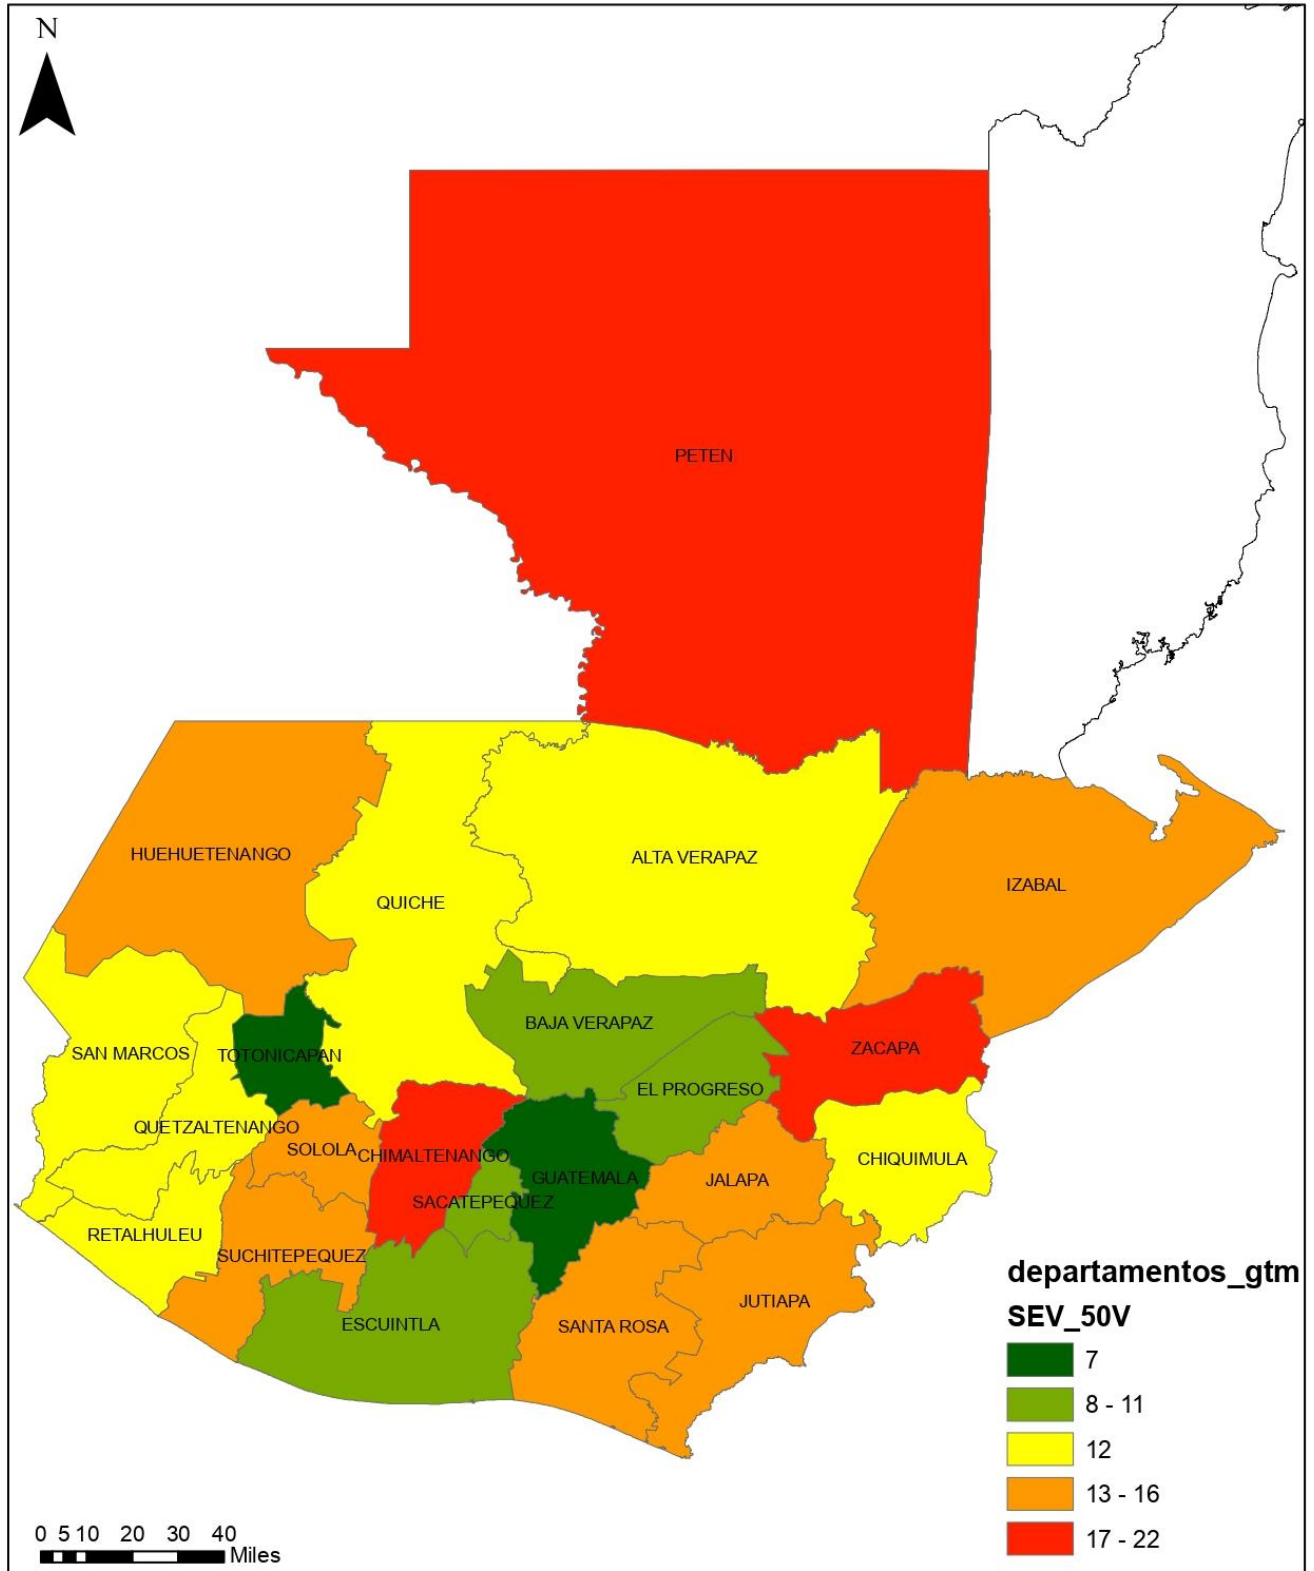 N
PETEN
HUEHUETENANGO
ALTA VERAPAZ
IZABAL
QUICHE
BAJA VERAPAZ
ZACAPA
SAN MARCOS
TOTONICAPAN
EL PROGRESO
QUETZALTENANGO
SOLOLA
CHIMALTENANGO
CHIQUIMULA
GUATEMALA
JALAPA
SACATEPEQUEZ
RETALHULEU
SUCHITEPEQUEZ
JUTIAPA
ESCUINTLA
SANTA ROSA
departamentos_gtm
SEV_50V
7
8 - 11
12
13 - 16
17 - 22
0 5 10 20 30 40
Miles